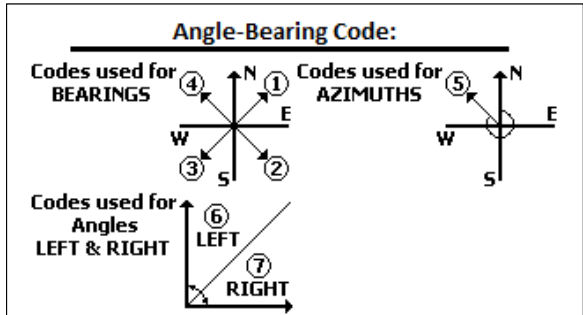 Angle-Bearing Code:
Codes used for
BEARINGS
④ N ①
W E
③ S ②
Codes used for
AZIMUTHS
⑤ N
W E
S
Codes used for
Angles
LEFT & RIGHT
⑥
LEFT
⑦
RIGHT